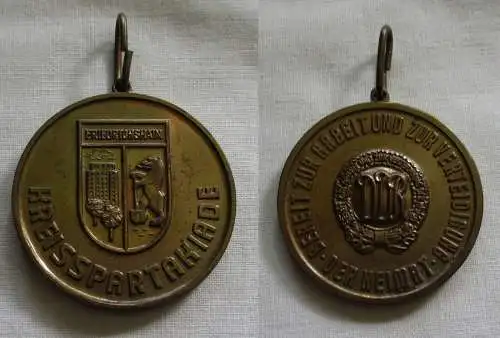 FRIEDRICHSHAIN
KREISSPARTAKIADE
BEREIT ZUR ARBEIT UND ZUR VERTEIDIGUNG
· DER HEIMAT ·
DDR